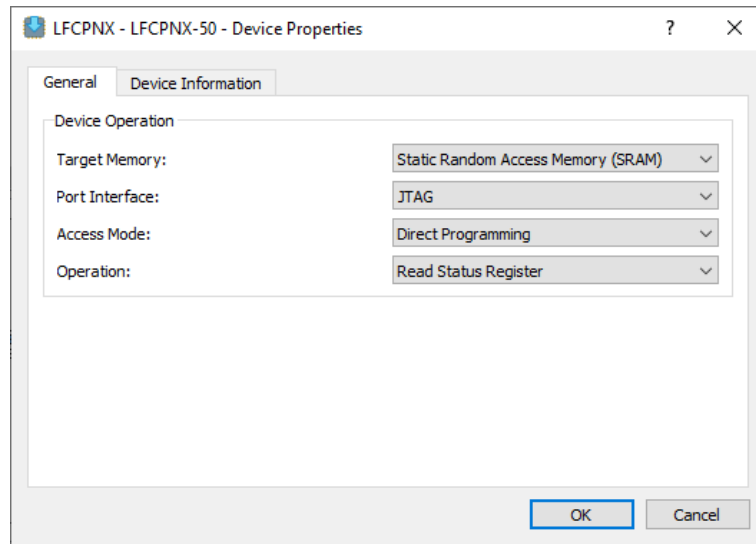 LFCPNX - LFCPNX-50 - Device Properties ?
General Device Information
Device Operation
Target Memory: Static Random Access Memory (SRAM)
Port Interface: JTAG
Access Mode: Direct Programming
Operation: Read Status Register
OK Cancel